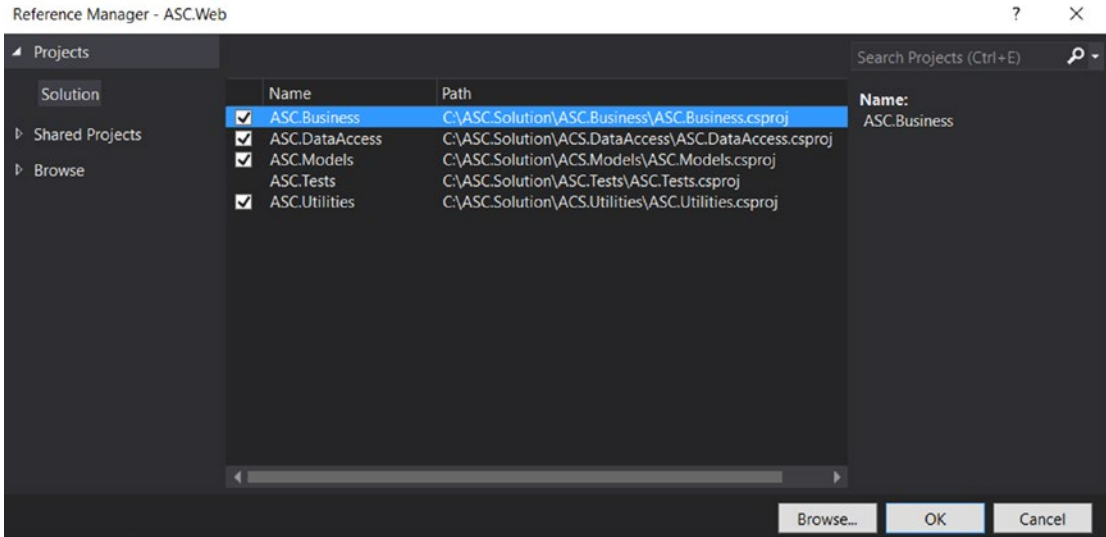 Reference Manager - ASC.Web ? ×
Projects
Search Projects (Ctrl+E)
Solution
Shared Projects
Browse
Name Path
ASC.Business C:\ASC.Solution\ASC.Business\ASC.Business.csproj
ASC.DataAccess C:\ASC.Solution\ACS.DataAccess\ASC.DataAccess.csproj
ASC.Models C:\ASC.Solution\ACS.Models\ASC.Models.csproj
ASC.Tests C:\ASC.Solution\ASC.Tests\ASC.Tests.csproj
ASC.Utilities C:\ASC.Solution\ACS.Utilities\ASC.Utilities.csproj
Name:
ASC.Business
Browse... OK Cancel